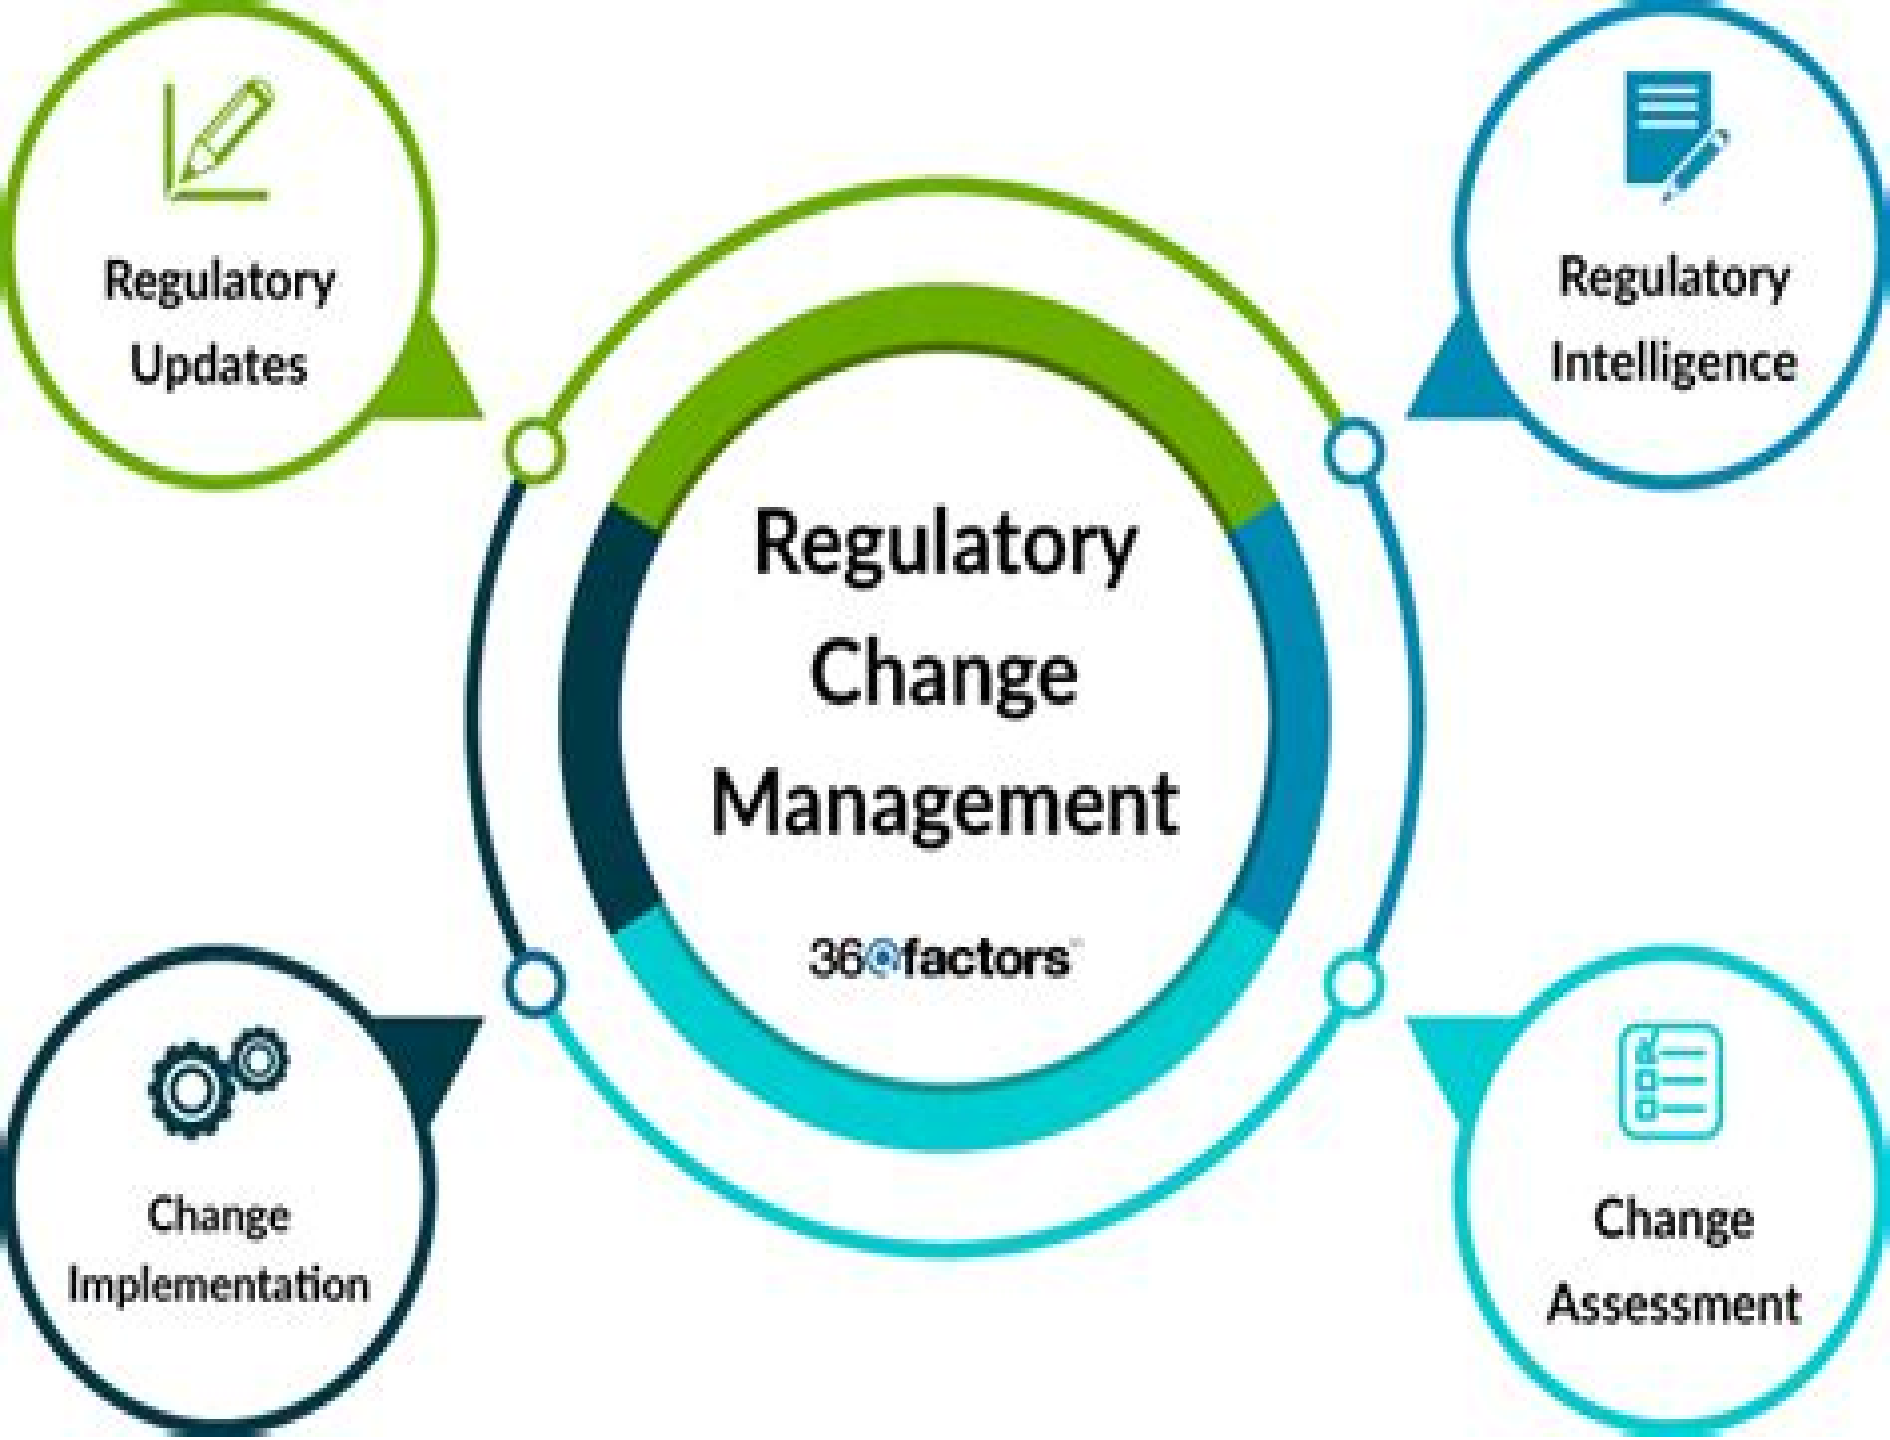 Regulatory
Updates
Regulatory
Intelligence
Regulatory
Change
Management
360factors
Change
Implementation
Change
Assessment